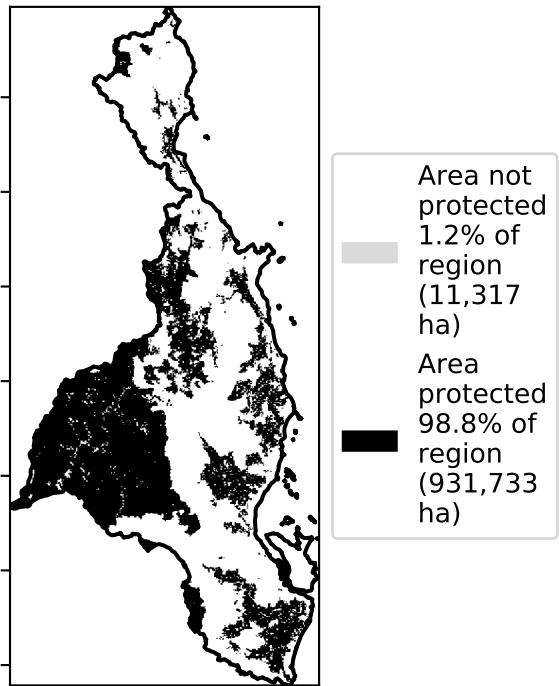 Area not
protected
1.2% of
region
(11,317
ha)
Area
protected
98.8% of
region
(931,733
ha)